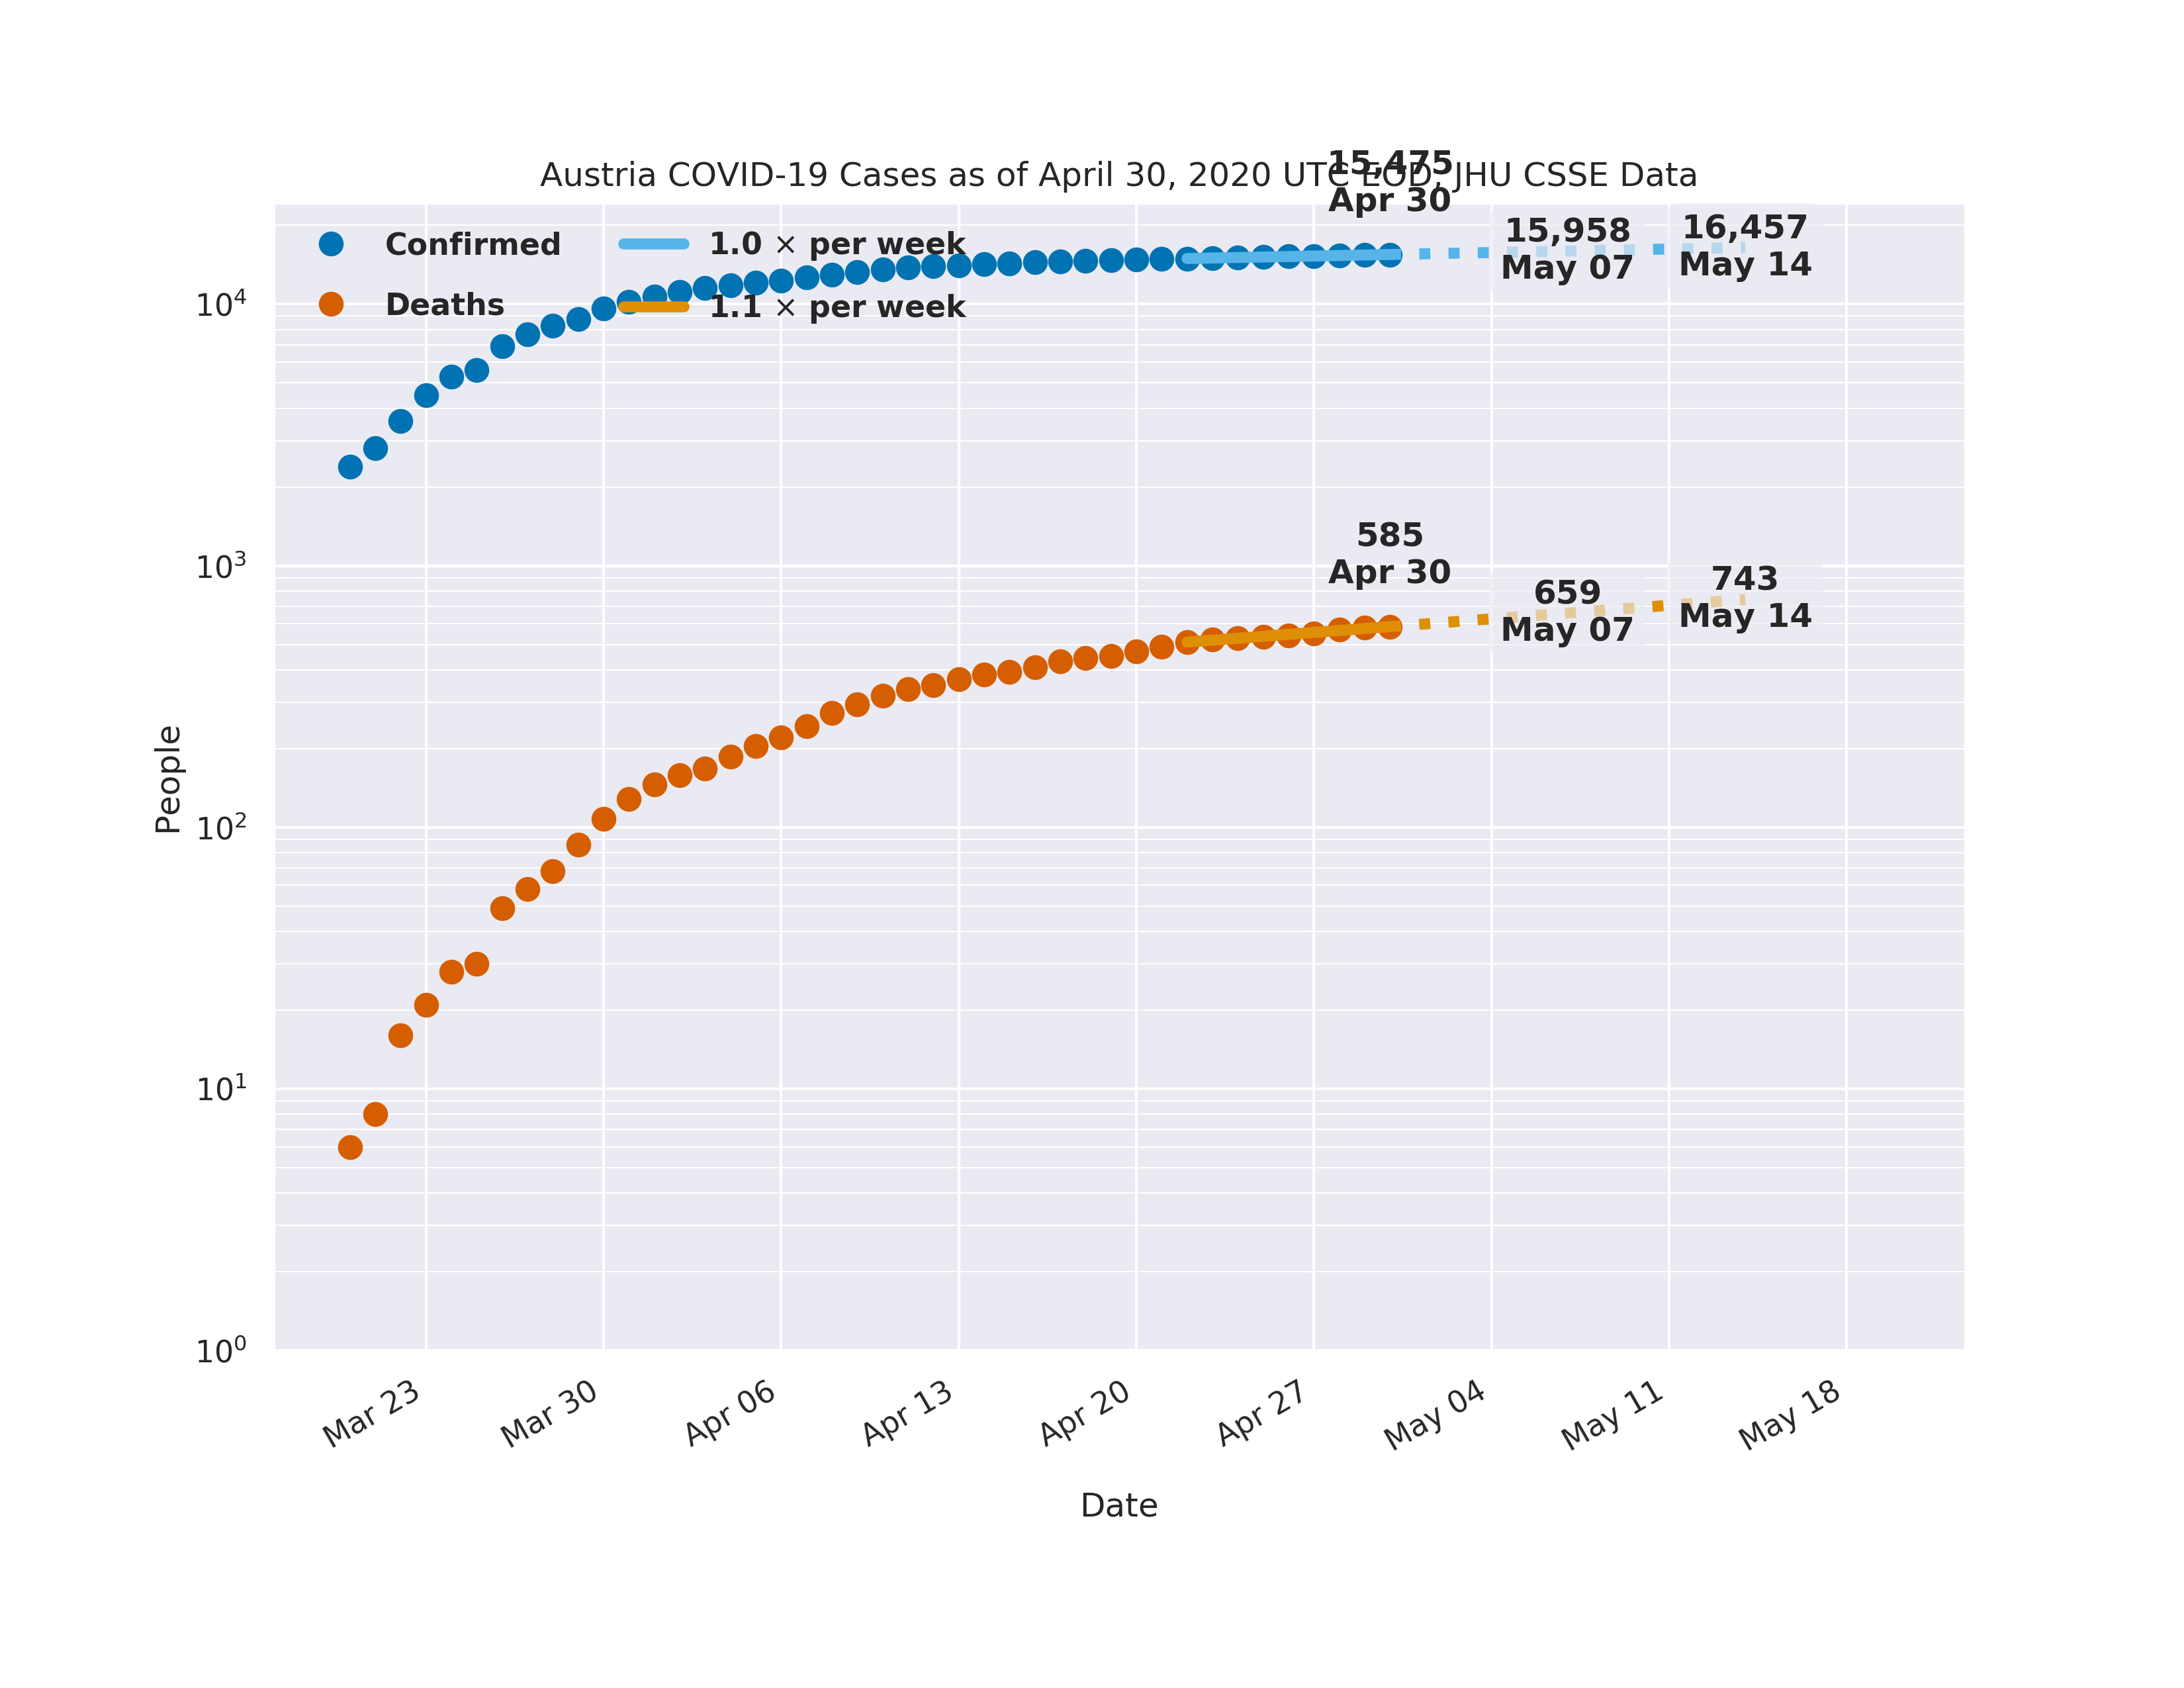 Austria COVID-19 Cases as of April 30, 2020 UTC EOD, JHU CSSE Data
15,475
Apr 30
15,958
May 07
16,457
May 14
Confirmed
Deaths
1.0 × per week
1.1 × per week
585
Apr 30
659
May 07
743
May 14
People
10⁴
10³
10²
10¹
10⁰
Mar 23
Mar 30
Apr 06
Apr 13
Apr 20
Apr 27
May 04
May 11
May 18
Date